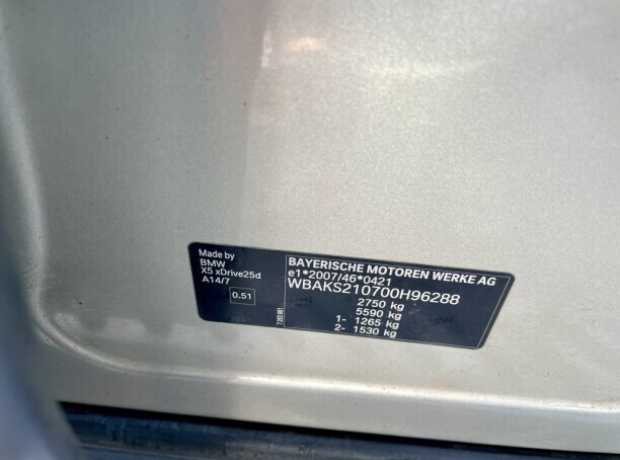 Made by
BMW
X5 xDrive25d
A14/7
0.51
BAYERISCHE MOTOREN WERKE AG
e1*2007/46*0421
WBAKS210700H96288
2750 kg
5590 kg
1- 1265 kg
2- 1530 kg